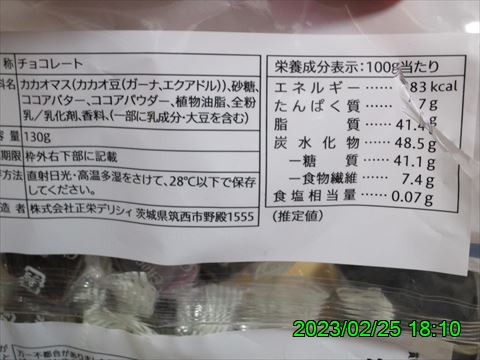 称 チョコレート
料名 カカオマス(カカオ豆(ガーナ、エクアドル))、砂糖、
ココアバター、ココアパウダー、植物油脂、全粉
乳／乳化剤、香料、(一部に乳成分・大豆を含む)
容量 130g
期限 枠外右下部に記載
存方法 直射日光・高温多湿をさけて、28℃以下で保存
してください。
造者 株式会社正栄デリシィ 茨城県筑西市野殿1555
栄養成分表示:100g当たり
エネルギー……83kcal
たんぱく質……7g
脂質……41.4g
炭水化物……48.5g
－糖質……41.1g
－食物繊維……7.4g
食塩相当量……0.07g
(推定値)
2023/02/25 18:10